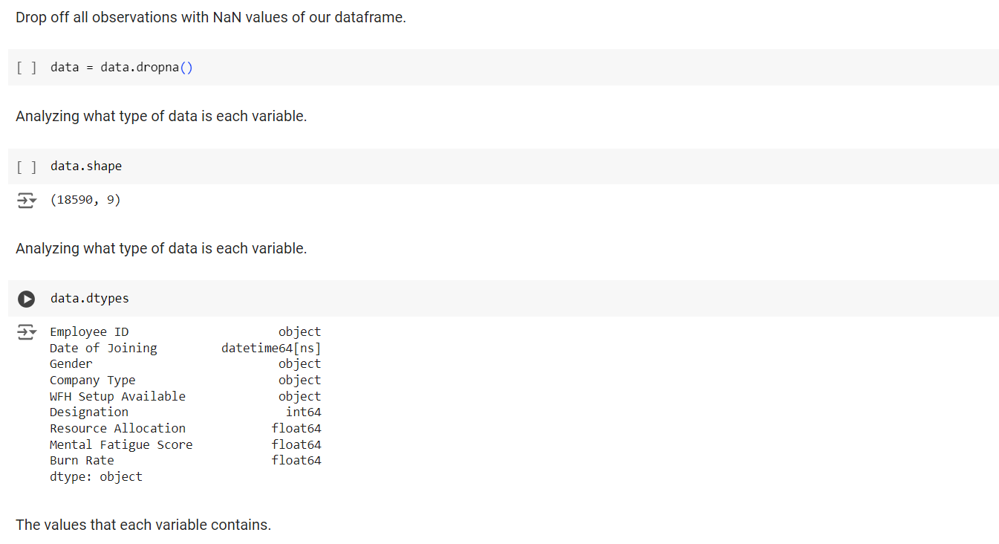 Drop off all observations with NaN values of our dataframe.
[ ] data = data.dropna()
Analyzing what type of data is each variable.
[ ] data.shape
(18590, 9)
Analyzing what type of data is each variable.
data.dtypes
Employee ID object
Date of Joining datetime64[ns]
Gender object
Company Type object
WFH Setup Available object
Designation int64
Resource Allocation float64
Mental Fatigue Score float64
Burn Rate float64
dtype: object
The values that each variable contains.